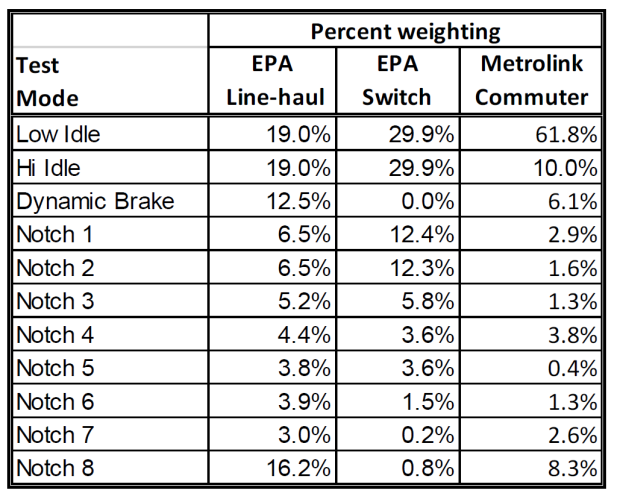 Percent weighting
Test Mode EPA Line-haul EPA Switch Metrolink Commuter
Low Idle 19.0% 29.9% 61.8%
Hi Idle 19.0% 29.9% 10.0%
Dynamic Brake 12.5% 0.0% 6.1%
Notch 1 6.5% 12.4% 2.9%
Notch 2 6.5% 12.3% 1.6%
Notch 3 5.2% 5.8% 1.3%
Notch 4 4.4% 3.6% 3.8%
Notch 5 3.8% 3.6% 0.4%
Notch 6 3.9% 1.5% 1.3%
Notch 7 3.0% 0.2% 2.6%
Notch 8 16.2% 0.8% 8.3%